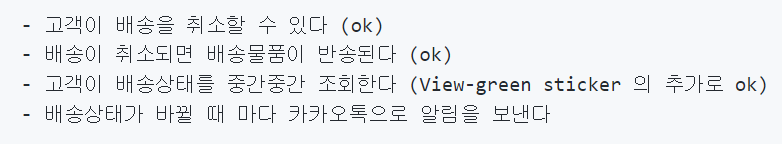 - 고객이 배송을 취소할 수 있다 (ok)
- 배송이 취소되면 배송물품이 반송된다 (ok)
- 고객이 배송상태를 중간중간 조회한다 (View-green sticker 의 추가로 ok)
- 배송상태가 바뀔 때 마다 카카오톡으로 알림을 보낸다